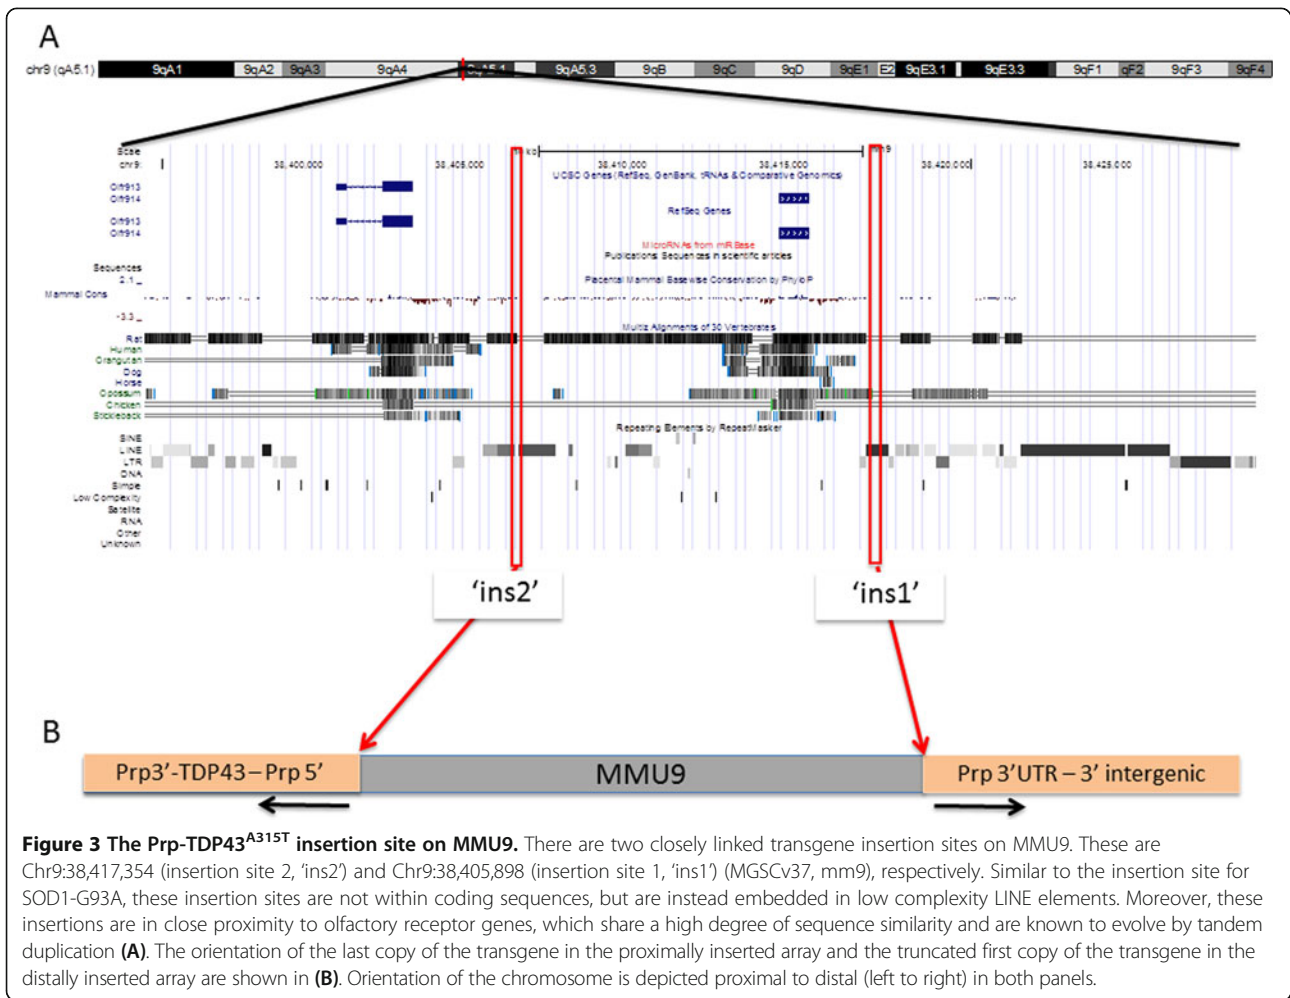 A
chr9 (qA5.1) 9qA1 9qA2 9qA3 9qA4 9qA5.1 9qA5.3 9qB 9qC 9qD 9qE1 E2 9qE3.1 9qE3.3 9qF1 qF2 9qF3 9qF4
Scale
chr9: 38,400,000 38,405,000 38,410,000 38,415,000 38,420,000 38,425,000
UCSC Genes (RefSeq, GenBank, tRNAs & Comparative Genomics)
Olfr913
Olfr914
RefSeq Genes
Olfr913
Olfr914
MicroRNAs from miRBase
Publications: Sequences in scientific articles
Sequences
2.1 _
Placental Mammal Basewise Conservation by PhyloP
Mammal Cons
-3.3 _
Multiz Alignments of 30 Vertebrates
Rat
Human
Orangutan
Dog
Horse
Opossum
Chicken
Stickleback
Repeating Elements by RepeatMasker
SINE
LINE
LTR
DNA
Simple
Low Complexity
Satellite
RNA
Other
Unknown
‘ins2’ ‘ins1’
B
Prp3’-TDP43 – Prp 5’ MMU9 Prp 3’UTR – 3’ intergenic
Figure 3 The Prp-TDP43A315T insertion site on MMU9. There are two closely linked transgene insertion sites on MMU9. These are
Chr9:38,417,354 (insertion site 2, ‘ins2’) and Chr9:38,405,898 (insertion site 1, ‘ins1’) (MGSCv37, mm9), respectively. Similar to the insertion site for
SOD1-G93A, these insertion sites are not within coding sequences, but are instead embedded in low complexity LINE elements. Moreover, these
insertions are in close proximity to olfactory receptor genes, which share a high degree of sequence similarity and are known to evolve by tandem
duplication (A). The orientation of the last copy of the transgene in the proximally inserted array and the truncated first copy of the transgene in the
distally inserted array are shown in (B). Orientation of the chromosome is depicted proximal to distal (left to right) in both panels.